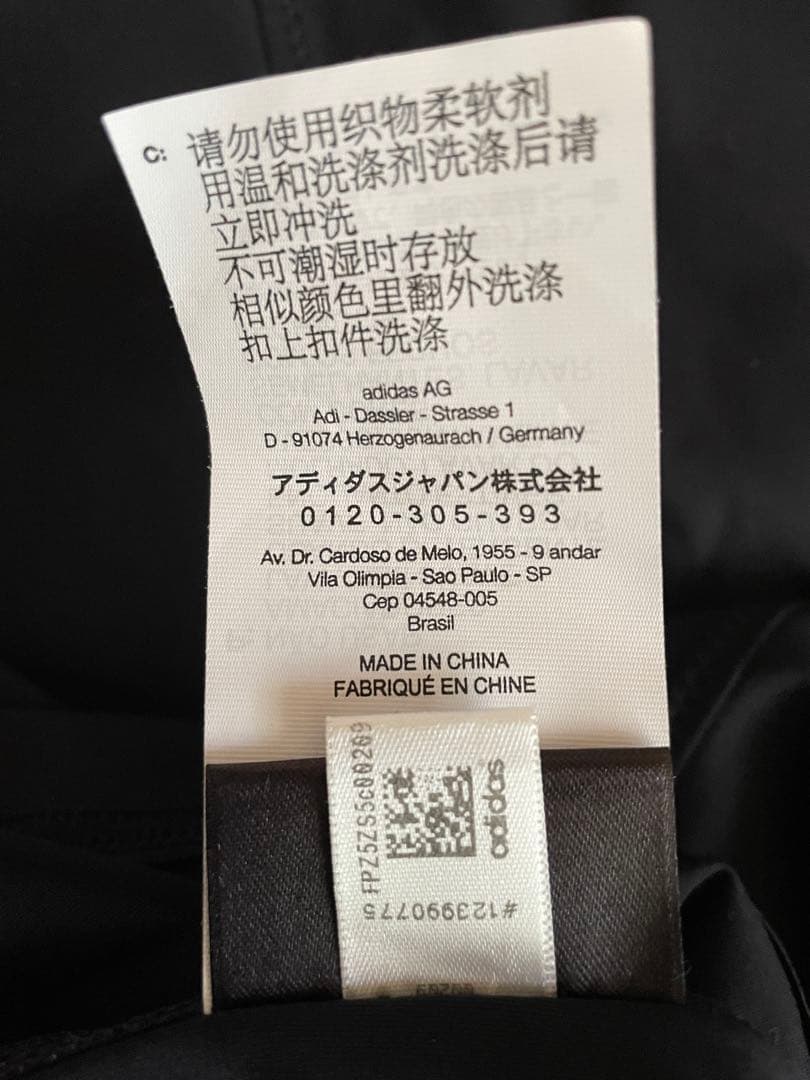 C: 请勿使用织物柔软剂
用温和洗涤剂洗涤后请
立即冲洗
不可潮湿时存放
相似颜色里翻外洗涤
扣上扣件洗涤
adidas AG
Adi - Dassler - Strasse 1
D - 91074 Herzogenaurach / Germany
アディダスジャパン株式会社
0120-305-393
Av. Dr. Cardoso de Melo, 1955 - 9 andar
Vila Olimpia - Sao Paulo - SP
Cep 04548-005
Brasil
MADE IN CHINA
FABRIQUÉ EN CHINE
FPZ5ZS5c00209
adidas
#123990775